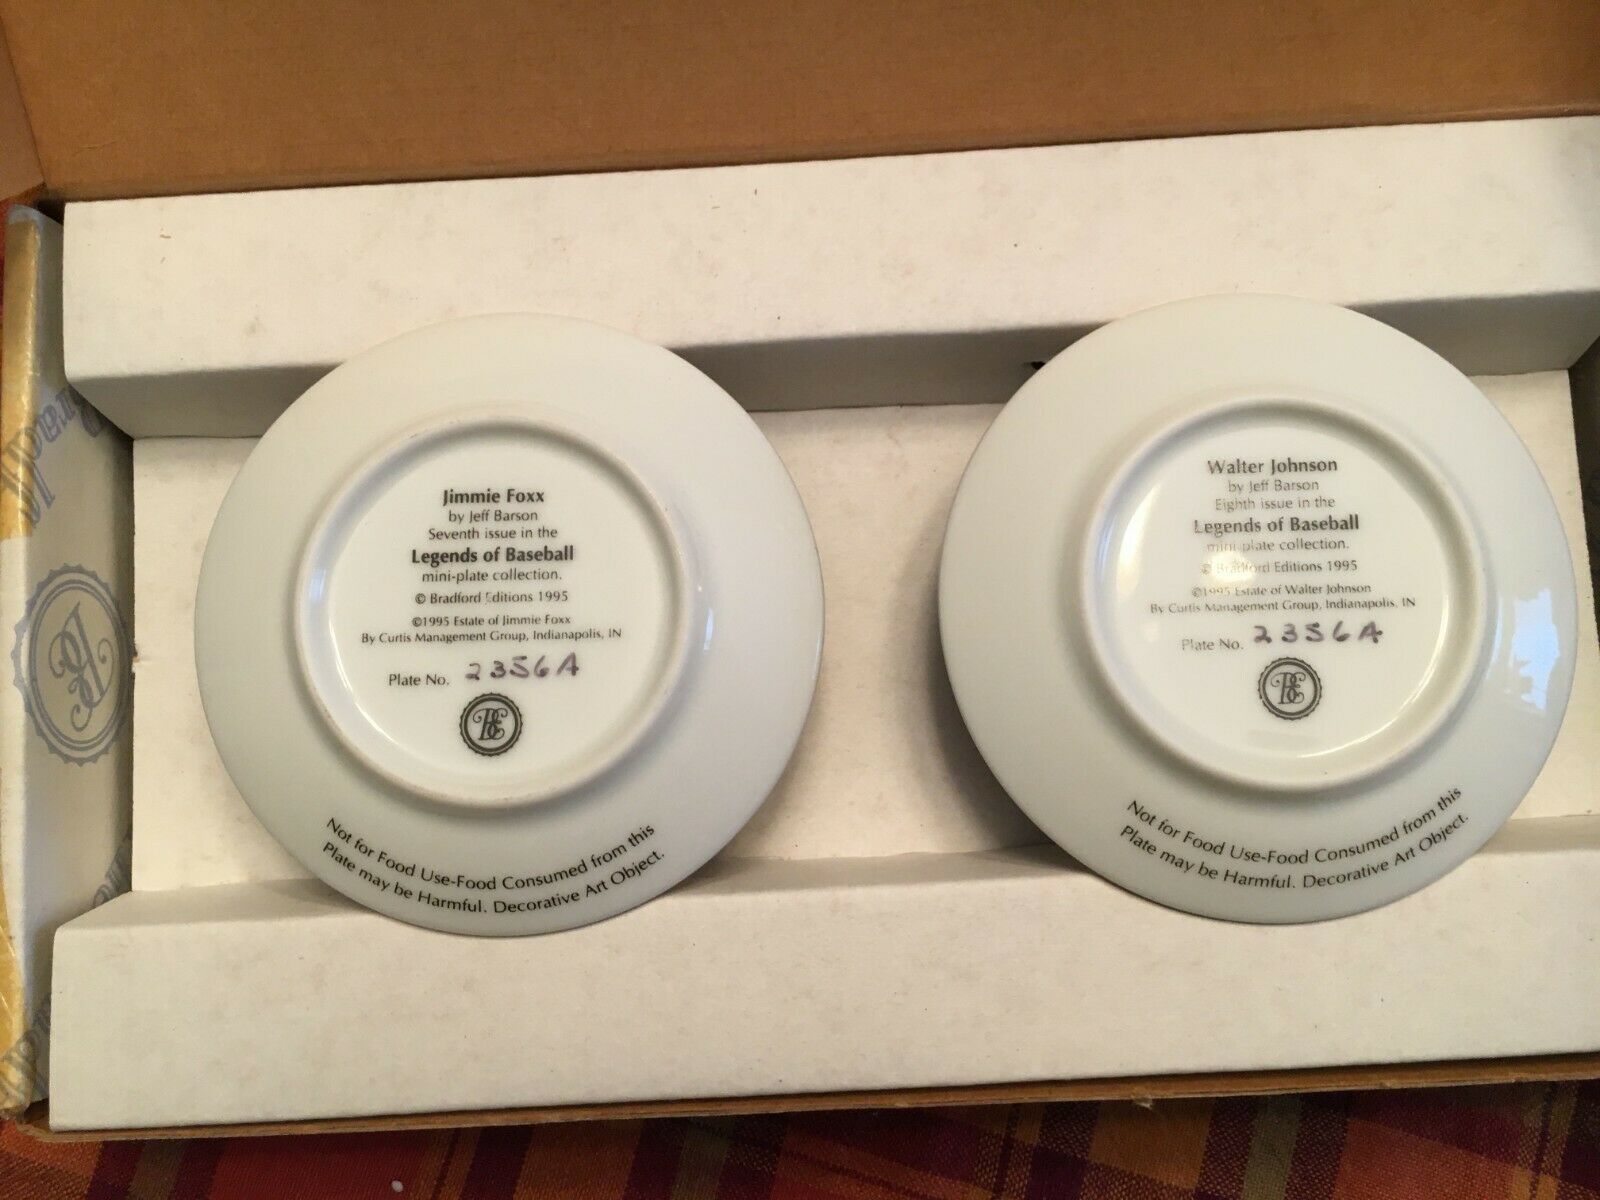 Jimmie Foxx
by Jeff Barson
Seventh issue in the
Legends of Baseball
mini-plate collection.
© Bradford Editions 1995
©1995 Estate of Jimmie Foxx
By Curtis Management Group, Indianapolis, IN
Plate No. 2356A
BE
Not for Food Use-Food Consumed from this
Plate may be Harmful. Decorative Art Object.
Walter Johnson
by Jeff Barson
Eighth issue in the
Legends of Baseball
mini-plate collection.
© Bradford Editions 1995
©1995 Estate of Walter Johnson
By Curtis Management Group, Indianapolis, IN
Plate No. 2356A
BE
Not for Food Use-Food Consumed from this
Plate may be Harmful. Decorative Art Object.